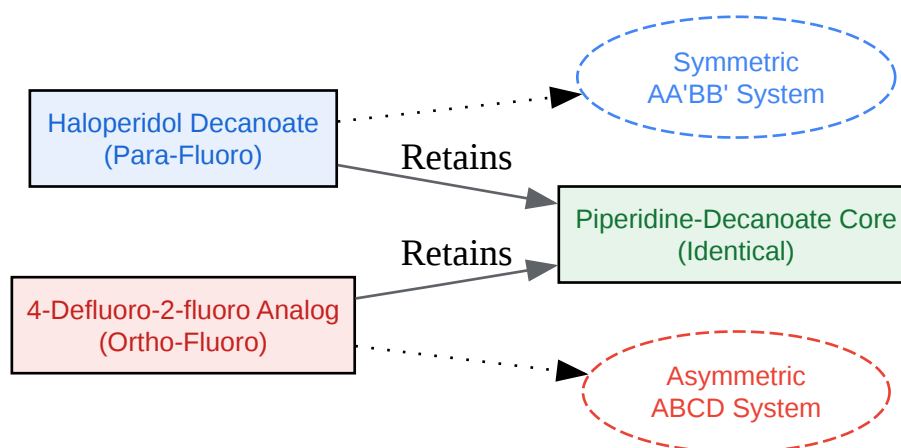 Symmetric
AA'BB' System
Haloperidol Decanoate
(Para-Fluoro)
Retains
Piperidine-Decanoate Core
(Identical)
Retains
4-Defluoro-2-fluoro Analog
(Ortho-Fluoro)
Asymmetric
ABCD System